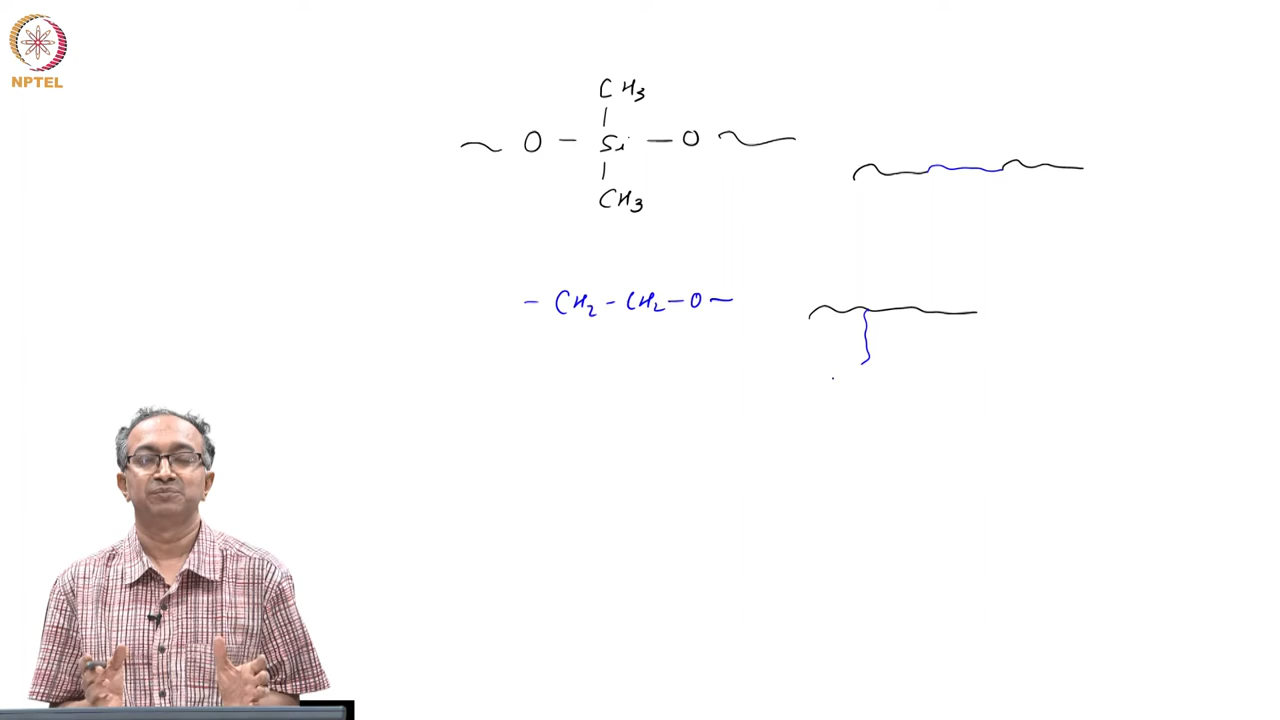 NPTEL
CH3
O - Si - O
CH3
- CH2 - CH2 - O ~